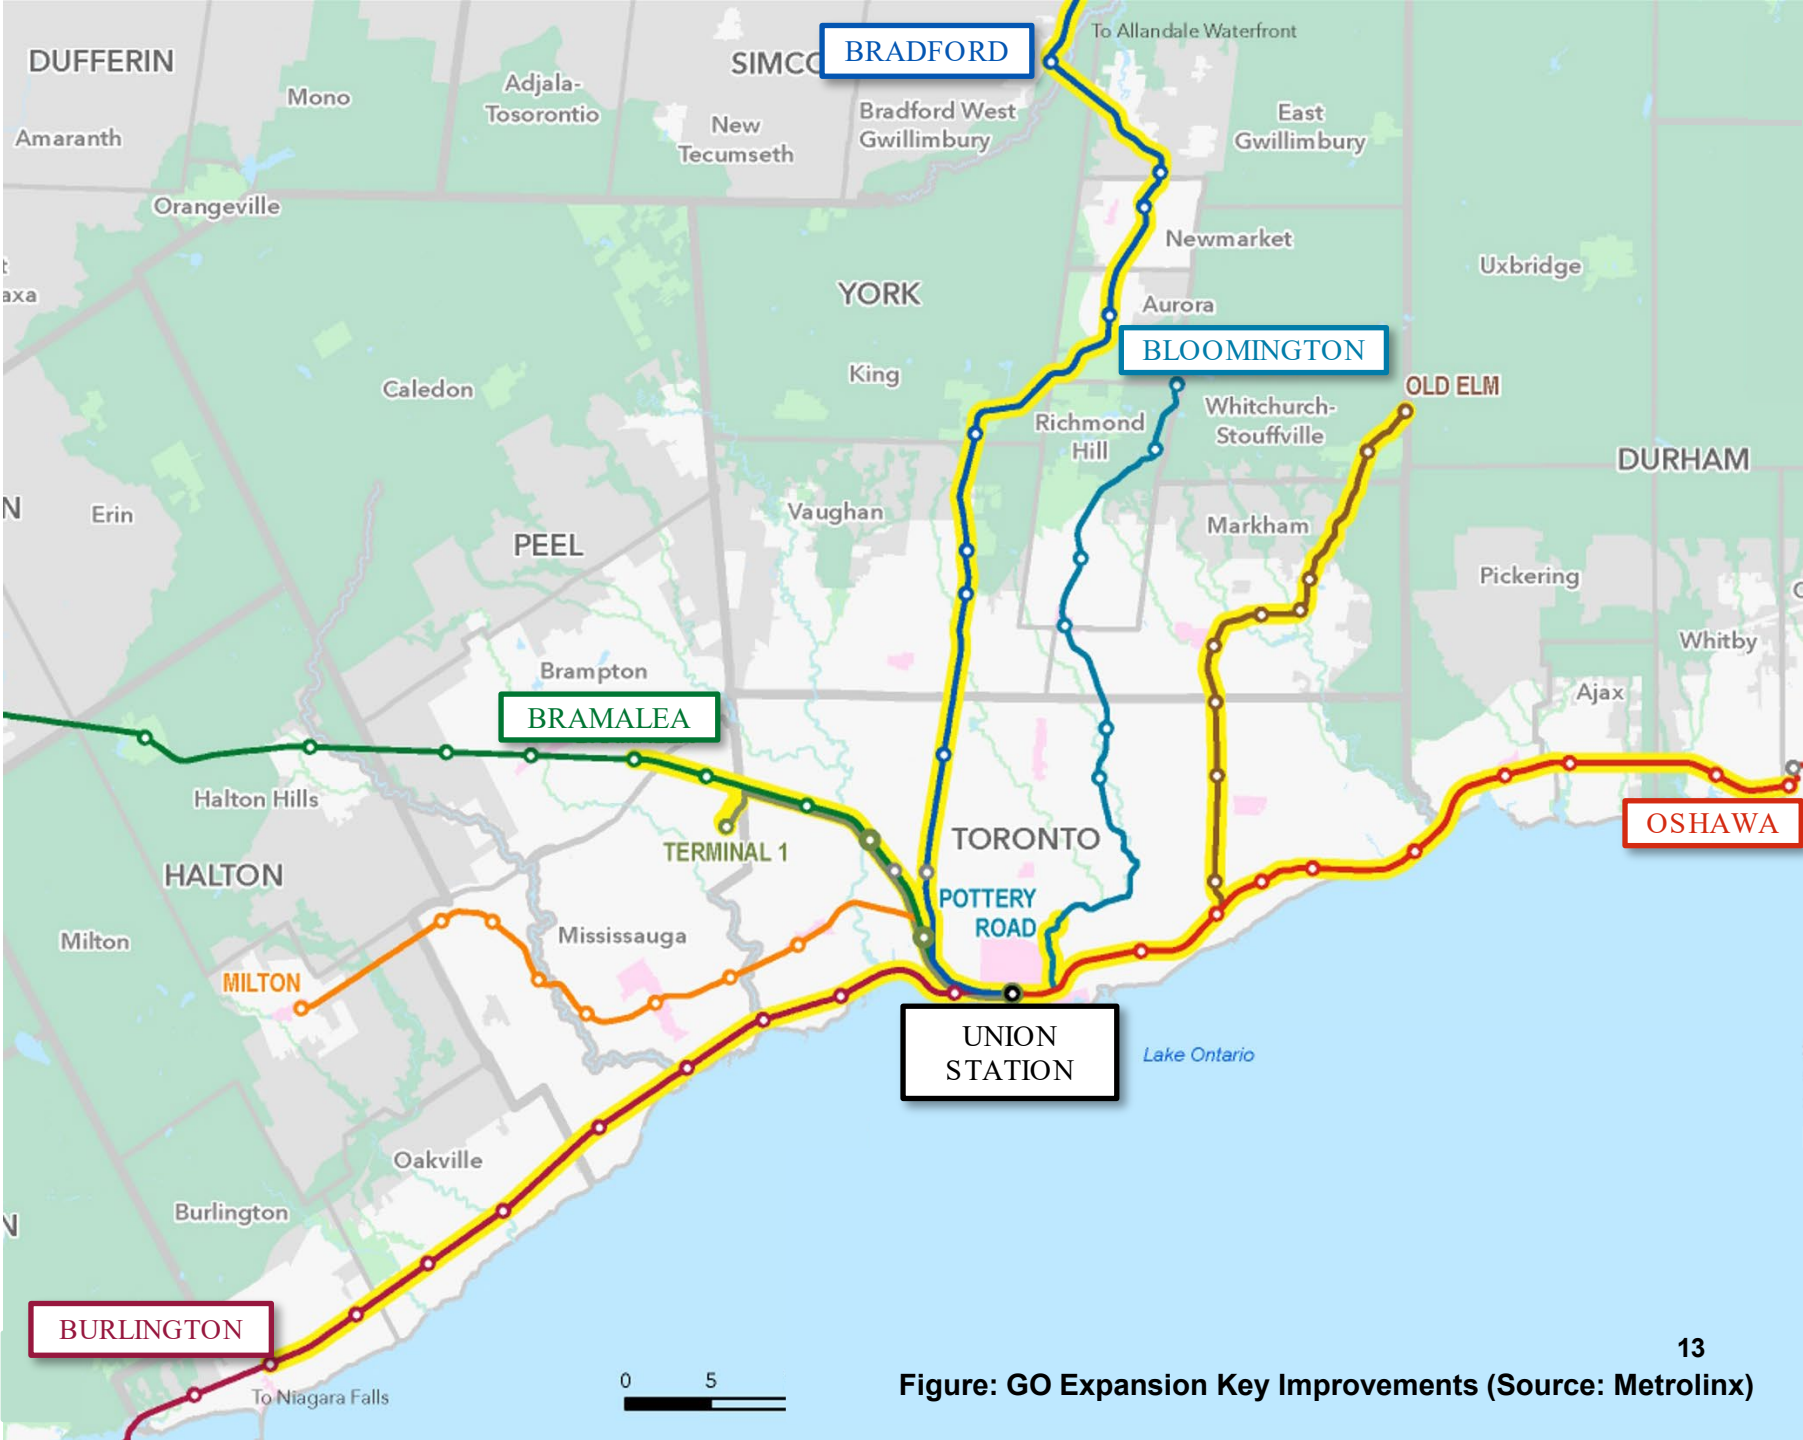 To Allandale Waterfront
BRADFORD
DUFFERIN
SIMCO
Mono
Adjala-
Tosorontio
Bradford West
Gwillimbury
East
Gwillimbury
Amaranth
New
Tecumseth
Orangeville
Newmarket
Uxbridge
axa
YORK
Aurora
BLOOMINGTON
King
Caledon
OLD ELM
Richmond
Hill
Whitchurch-
Stouffville
DURHAM
N
Erin
Vaughan
Markham
PEEL
Pickering
Whitby
Brampton
Ajax
BRAMALEA
Halton Hills
OSHAWA
TORONTO
TERMINAL 1
HALTON
POTTERY
ROAD
Milton
Mississauga
MILTON
UNION
STATION
Lake Ontario
Oakville
Burlington
N
BURLINGTON
To Niagara Falls
0 5
13
Figure: GO Expansion Key Improvements (Source: Metrolinx)